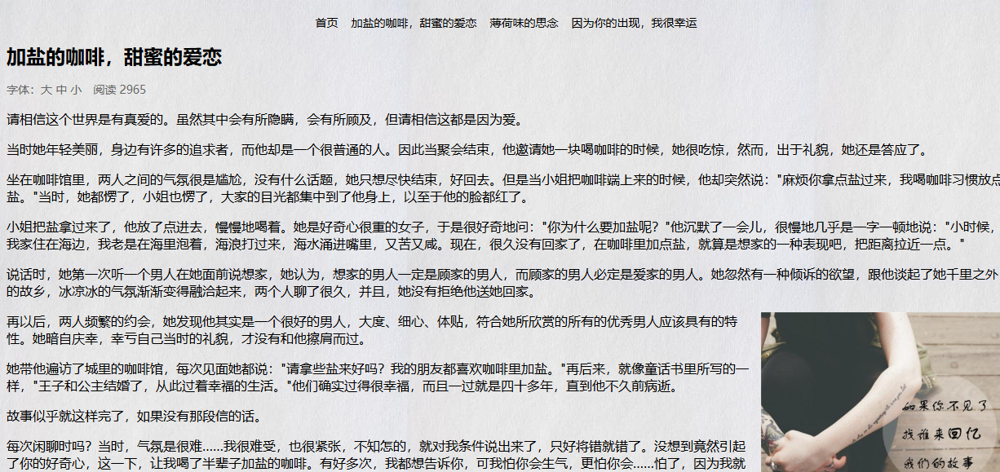 首页 加盐的咖啡，甜蜜的爱恋 薄荷味的思念 因为你的出现，我很幸运
加盐的咖啡，甜蜜的爱恋
字体：大 中 小 阅读 2965
请相信这个世界是有真爱的。虽然其中会有所隐瞒，会有所顾及，但请相信这都是因为爱。
当时她年轻美丽，身边有许多的追求者，而他却是一个很普通的人。因此当聚会结束，他邀请她一块喝咖啡的时候，她很吃惊，然而，出于礼貌，她还是答应了。
坐在咖啡馆里，两人之间的气氛很是尴尬，没有什么话题，她只想尽快结束，好回去。但是当小姐把咖啡端上来的时候，他却突然说："麻烦你拿点盐过来，我喝咖啡习惯放点
盐。"当时，她都愣了，小姐也愣了，大家的目光都集中到了他身上，以至于他的脸都红了。
小姐把盐拿过来了，他放了点进去，慢慢地喝着。她是好奇心很重的女子，于是很好奇地问："你为什么要加盐呢？"他沉默了一会儿，很慢地几乎是一字一顿地说："小时候，
我家住在海边，我老是在海里泡着，海浪打过来，海水涌进嘴里，又苦又咸。现在，很久没有回家了，在咖啡里加点盐，就算是想家的一种表现吧，把距离拉近一点。"
说话时，她第一次听一个男人在她面前说想家，她认为，想家的男人一定是顾家的男人，而顾家的男人必定是爱家的男人。她忽然有一种倾诉的欲望，跟他谈起了她千里之外
的故乡，冰凉冰的气氛渐渐变得融洽起来，两个人聊了很久，并且，她没有拒绝他送她回家。
再以后，两人频繁的约会，她发现他其实是一个很好的男人，大度、细心、体贴，符合她所欣赏的所有的优秀男人应该具有的特
性。她暗自庆幸，幸亏自己当时的礼貌，才没有和他擦肩而过。
她带他遍访了城里的咖啡馆，每次见面她都说："请拿些盐来好吗？我的朋友都喜欢咖啡里加盐。"再后来，就像童话书里所写的一
样，"王子和公主结婚了，从此过着幸福的生活。"他们确实过得很幸福，而且一过就是四十多年，直到他不久前病逝。
故事似乎就这样完了，如果没有那段信的话。
每次闲聊时吗？当时，气氛是很难……我很难受，也很紧张，不知怎的，就对我条件说出来了，只好将错就错了。没想到竟然引起
了你的好奇心，这一下，让我喝了半辈子加盐的咖啡。有好多次，我都想告诉你，可我怕你会生气，更怕你会……怕了，因为我就
如果你不见了
找谁来回忆
我们的故事